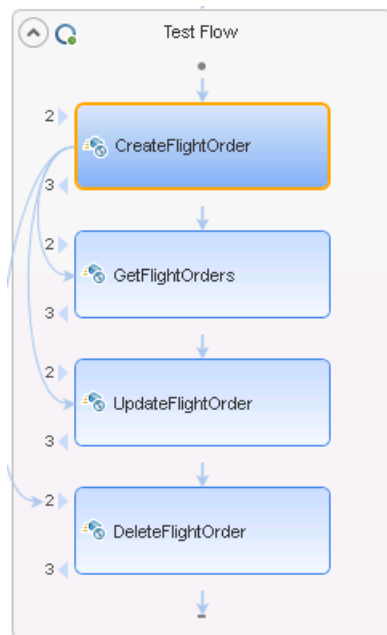 Test Flow
2
CreateFlightOrder
3
2
GetFlightOrders
3
2
UpdateFlightOrder
3
2
DeleteFlightOrder
3